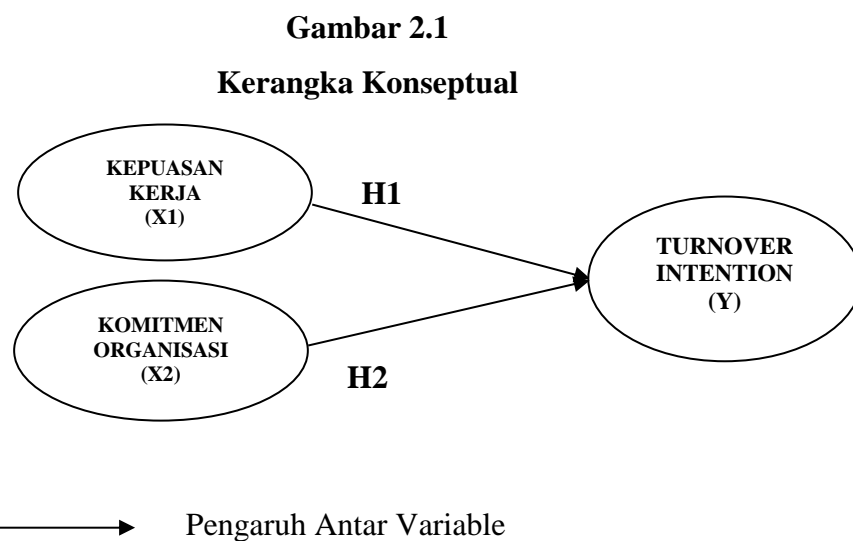 Gambar 2.1
Kerangka Konseptual
KEPUASAN
KERJA
(X1)
H1
TURNOVER
INTENTION
(Y)
KOMITMEN
ORGANISASI
(X2)
H2
Pengaruh Antar Variable